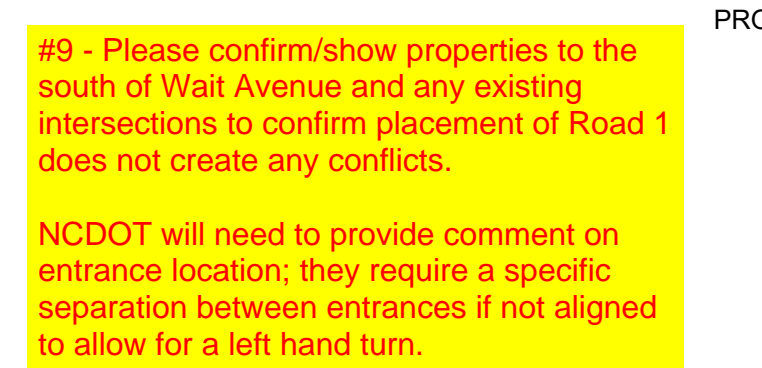 PRO
#9 - Please confirm/show properties to the
south of Wait Avenue and any existing
intersections to confirm placement of Road 1
does not create any conflicts.
NCDOT will need to provide comment on
entrance location; they require a specific
separation between entrances if not aligned
to allow for a left hand turn.